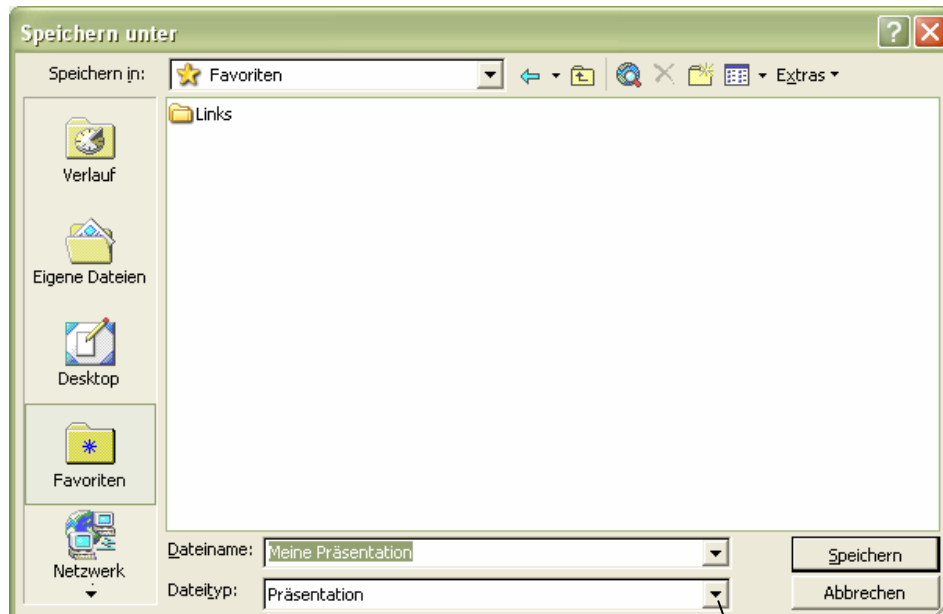 Speichern unter
Speichern in: Favoriten Extras
Links
Verlauf
Eigene Dateien
Desktop
Favoriten
Netzwerk
Dateiname: Meine Präsentation Speichern
Dateityp: Präsentation Abbrechen